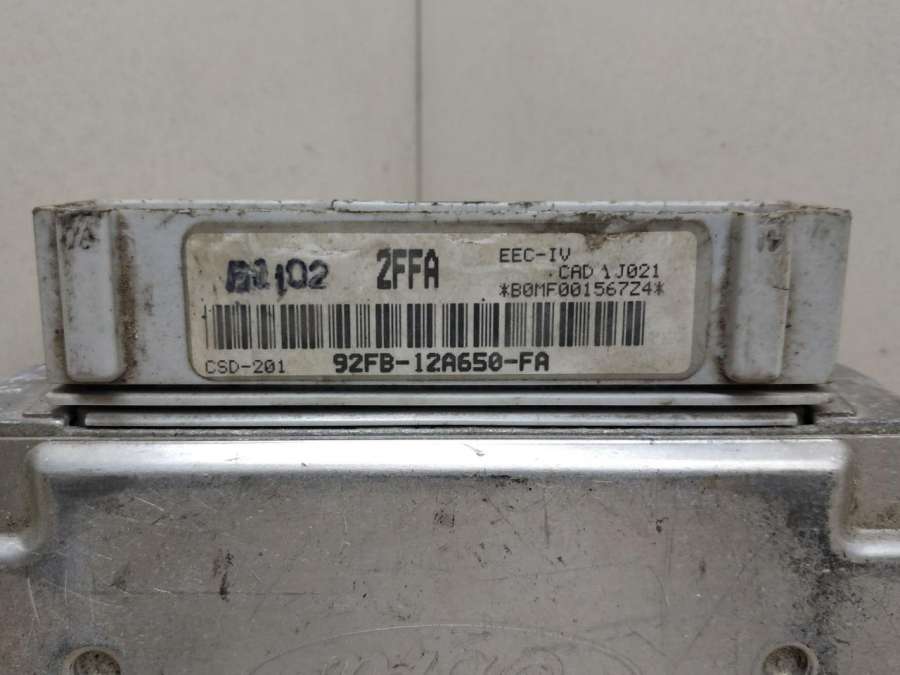 2FFA
EEC-IV
CAD 1J021
*B0MF001567Z4*
CSD-201
92FB-12A650-FA